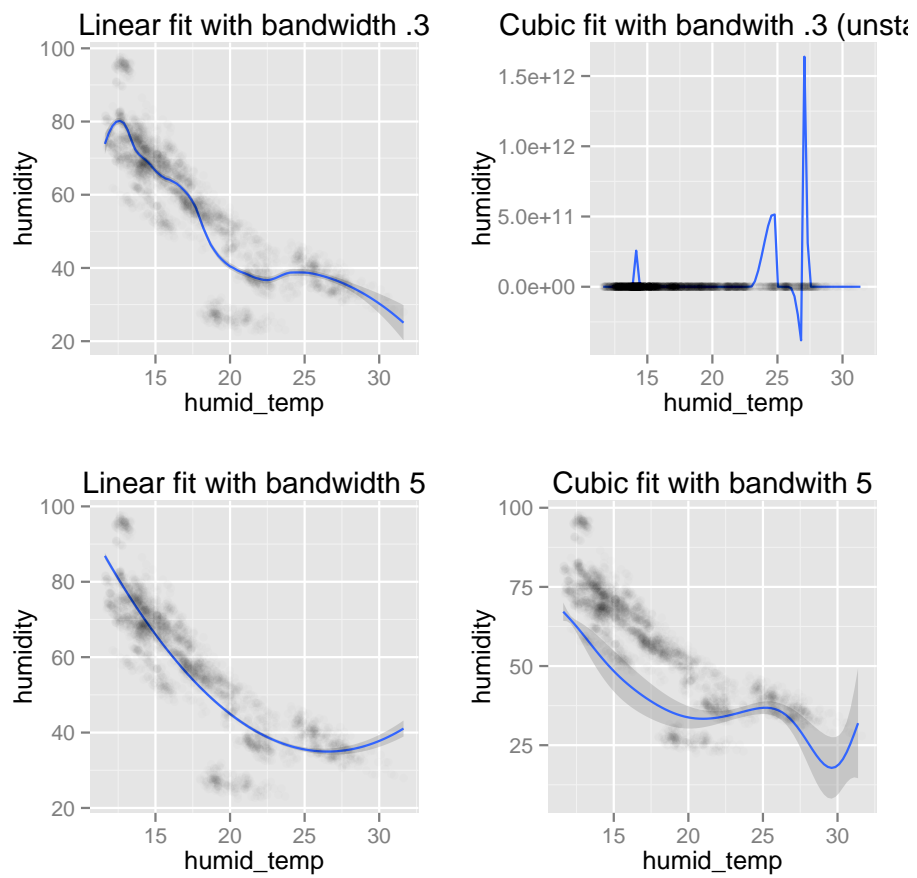 Linear fit with bandwidth .3
100
80
60
40
20
humidity
15 20 25 30
humid_temp
Cubic fit with bandwith .3 (unsta
1.5e+12
1.0e+12
5.0e+11
0.0e+00
humidity
15 20 25 30
humid_temp
Linear fit with bandwidth 5
100
80
60
40
20
humidity
15 20 25 30
humid_temp
Cubic fit with bandwith 5
100
75
50
25
humidity
15 20 25 30
humid_temp